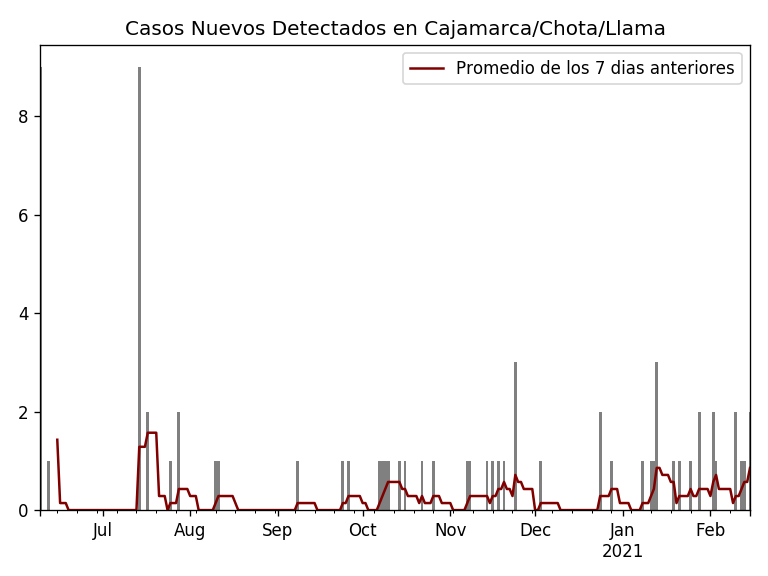 Casos Nuevos Detectados en Cajamarca/Chota/Llama
Promedio de los 7 dias anteriores
8
6
4
2
0
Jul Aug Sep Oct Nov Dec Jan Feb
2021